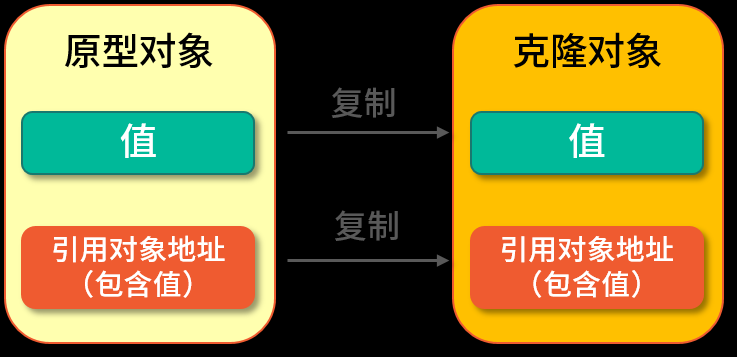 原型对象
克隆对象
值
复制
值
引用对象地址
（包含值）
复制
引用对象地址
（包含值）